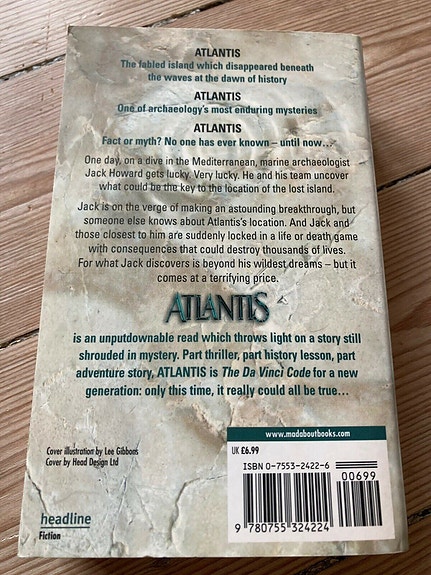 ATLANTIS
The fabled island which disappeared beneath
the waves at the dawn of history
ATLANTIS
One of archaeology's most enduring mysteries
ATLANTIS
Fact or myth? No one has ever known – until now…
One day, on a dive in the Mediterranean, marine archaeologist
Jack Howard gets lucky. Very lucky. He and his team uncover
what could be the key to the location of the lost island.
Jack is on the verge of making an astounding breakthrough, but
someone else knows about Atlantis's location. And Jack and
those closest to him are suddenly locked in a life or death game
with consequences that could destroy thousands of lives.
For what Jack discovers is beyond his wildest dreams – but it
comes at a terrifying price.
ATLANTIS
is an unputdownable read which throws light on a story still
shrouded in mystery. Part thriller, part history lesson, part
adventure story, ATLANTIS is The Da Vinci Code for a new
generation: only this time, it really could all be true…
www.madaboutbooks.com
UK £6.99
ISBN 0-7553-2422-6
00699
9 780755 324224
Cover illustration by Lee Gibbons
Cover by Head Design Ltd
headline
Fiction